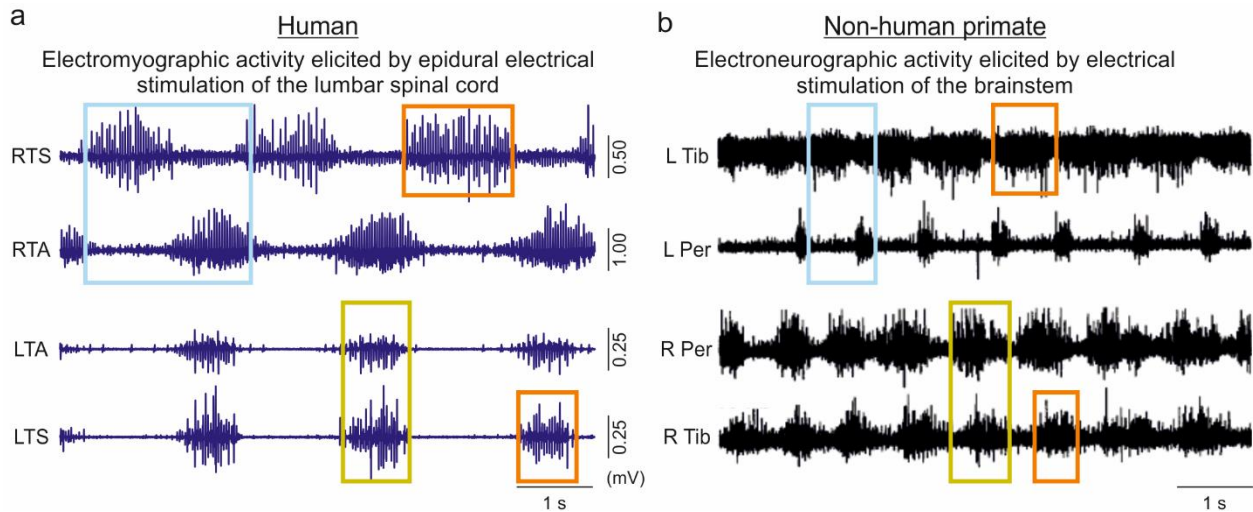 a
Human
Electromyographic activity elicited by epidural electrical
stimulation of the lumbar spinal cord
RTS
0.50
RTA
1.00
LTA
0.25
LTS
0.25
(mV)
1 s
b
Non-human primate
Electroneurographic activity elicited by electrical
stimulation of the brainstem
L Tib
L Per
R Per
R Tib
1 s